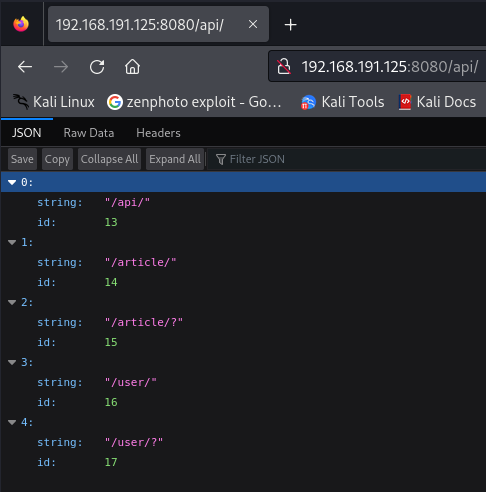 192.168.191.125:8080/api/
192.168.191.125:8080/api/
Kali Linux zenphoto exploit - Go… Kali Tools Kali Docs
JSON Raw Data Headers
Save Copy Collapse All Expand All Filter JSON
0:
string: "/api/"
id: 13
1:
string: "/article/"
id: 14
2:
string: "/article/?"
id: 15
3:
string: "/user/"
id: 16
4:
string: "/user/?"
id: 17